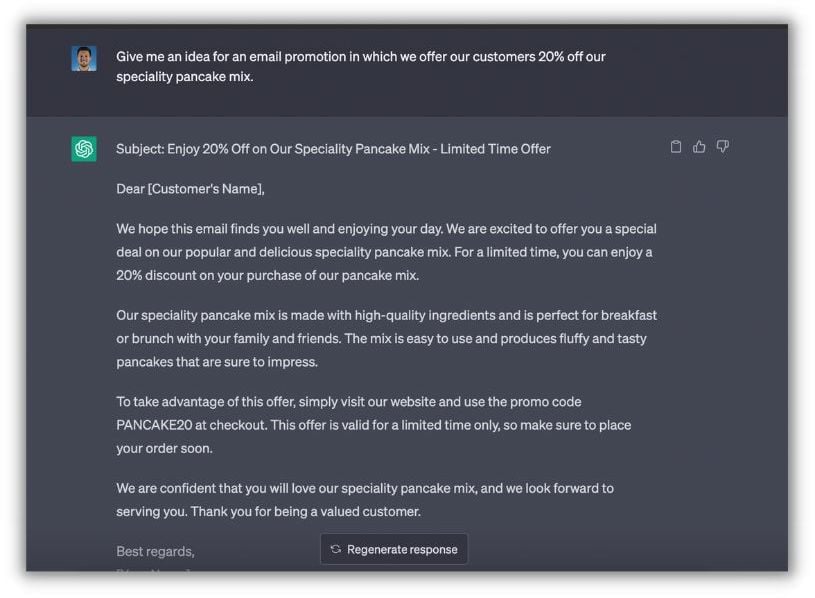 Give me an idea for an email promotion in which we offer our customers 20% off our
speciality pancake mix.
Subject: Enjoy 20% Off on Our Speciality Pancake Mix - Limited Time Offer
Dear [Customer's Name],
We hope this email finds you well and enjoying your day. We are excited to offer you a special
deal on our popular and delicious speciality pancake mix. For a limited time, you can enjoy a
20% discount on your purchase of our pancake mix.
Our speciality pancake mix is made with high-quality ingredients and is perfect for breakfast
or brunch with your family and friends. The mix is easy to use and produces fluffy and tasty
pancakes that are sure to impress.
To take advantage of this offer, simply visit our website and use the promo code
PANCAKE20 at checkout. This offer is valid for a limited time only, so make sure to place
your order soon.
We are confident that you will love our speciality pancake mix, and we look forward to
serving you. Thank you for being a valued customer.
Best regards,
Regenerate response